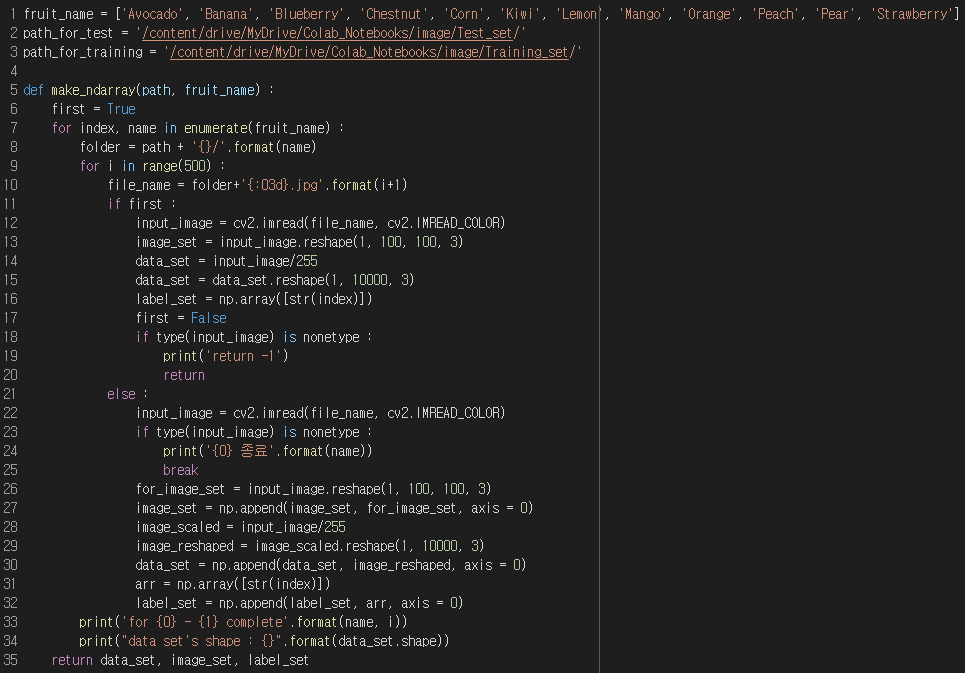 1 fruit_name = ['Avocado', 'Banana', 'Blueberry', 'Chestnut', 'Corn', 'Kiwi', 'Lemon', 'Mango', 'Orange', 'Peach', 'Pear', 'Strawberry']
2 path_for_test = '/content/drive/MyDrive/Colab_Notebooks/image/Test_set/'
3 path_for_training = '/content/drive/MyDrive/Colab_Notebooks/image/Training_set/'
4
5 def make_ndarray(path, fruit_name) :
6     first = True
7     for index, name in enumerate(fruit_name) :
8         folder = path + '{}/'.format(name)
9         for i in range(500) :
10             file_name = folder+'{:03d}.jpg'.format(i+1)
11             if first :
12                 input_image = cv2.imread(file_name, cv2.IMREAD_COLOR)
13                 image_set = input_image.reshape(1, 100, 100, 3)
14                 data_set = input_image/255
15                 data_set = data_set.reshape(1, 10000, 3)
16                 label_set = np.array([str(index)])
17                 first = False
18                 if type(input_image) is nonetype :
19                     print('return -1')
20                     return
21             else :
22                 input_image = cv2.imread(file_name, cv2.IMREAD_COLOR)
23                 if type(input_image) is nonetype :
24                     print('{0} 종료'.format(name))
25                     break
26                 for_image_set = input_image.reshape(1, 100, 100, 3)
27                 image_set = np.append(image_set, for_image_set, axis = 0)
28                 image_scaled = input_image/255
29                 image_reshaped = image_scaled.reshape(1, 10000, 3)
30                 data_set = np.append(data_set, image_reshaped, axis = 0)
31                 arr = np.array([str(index)])
32                 label_set = np.append(label_set, arr, axis = 0)
33         print('for {0} - {1} complete'.format(name, i))
34         print("data set's shape : {}".format(data_set.shape))
35     return data_set, image_set, label_set